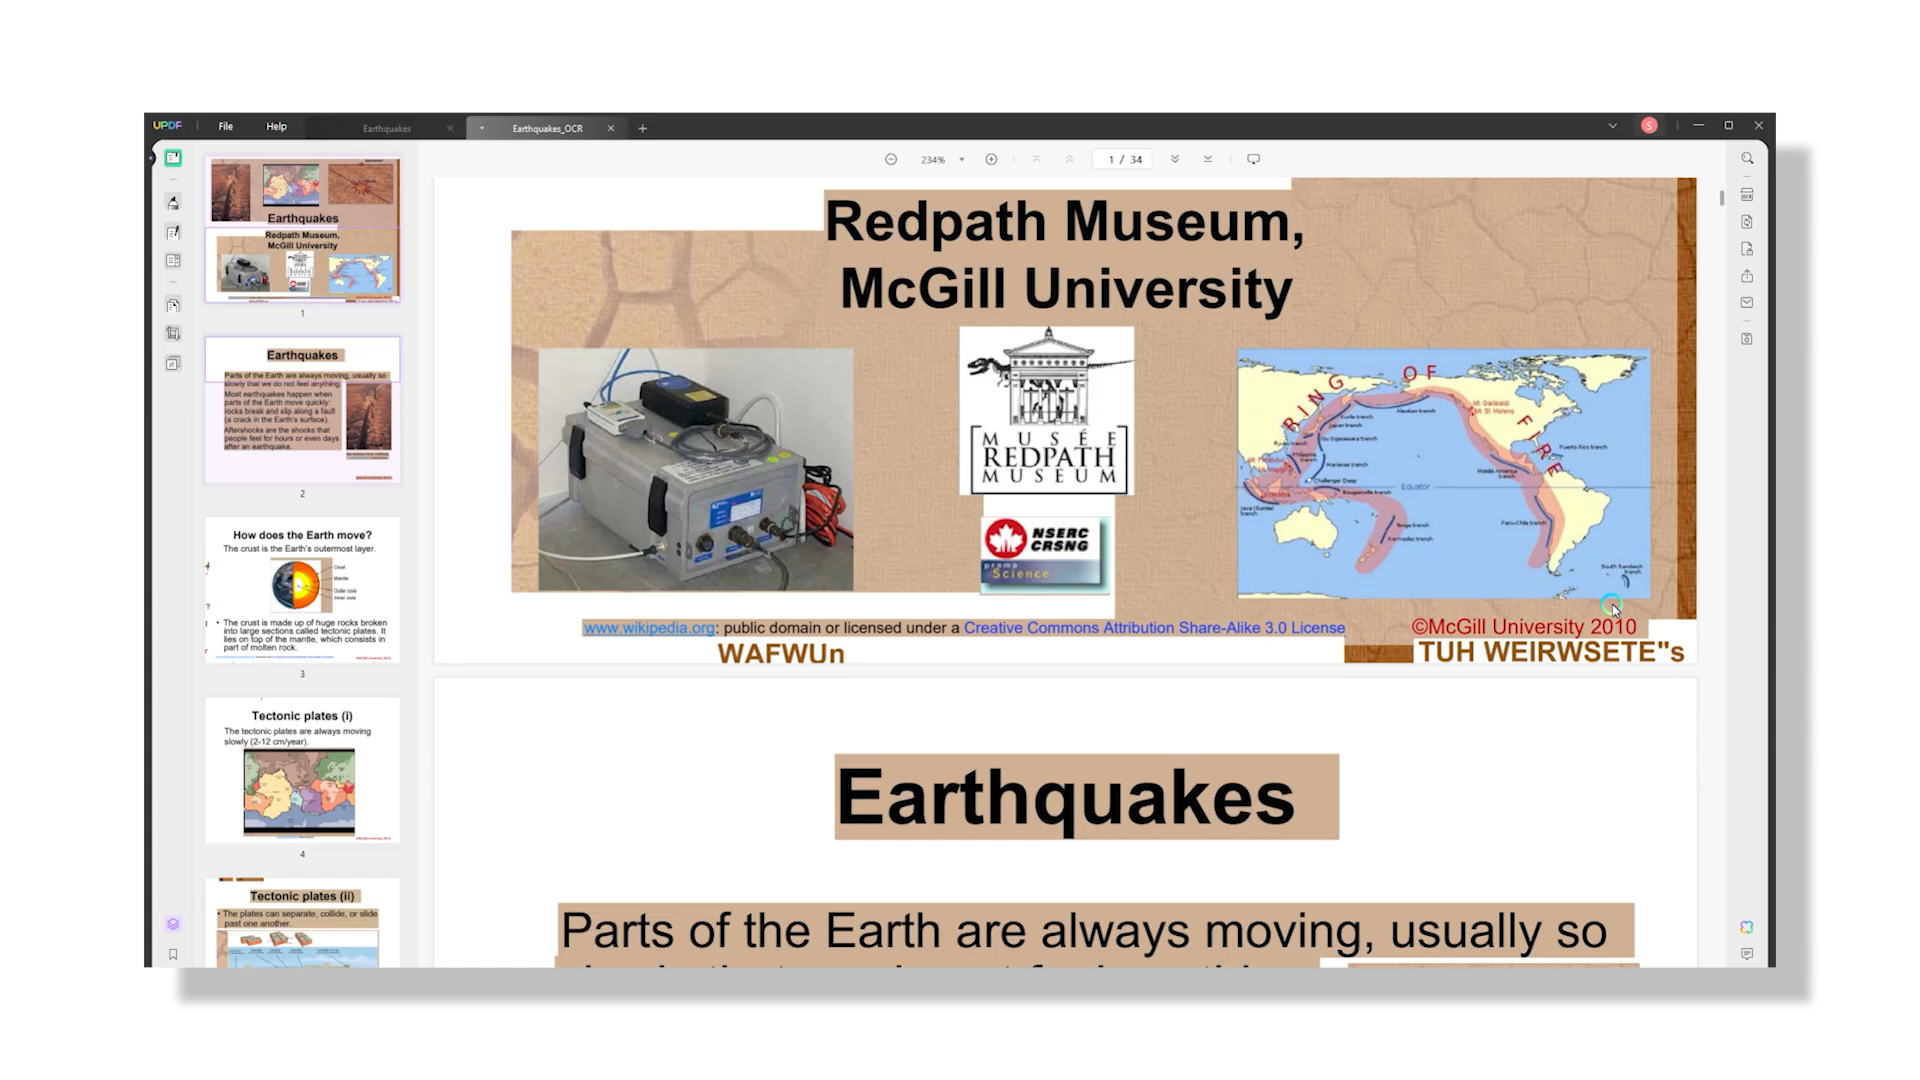 UPDF File Help Earthquakes Earthquakes_OCR
S
234% 1 / 34
Earthquakes
Redpath Museum,
McGill University
1
Earthquakes
Parts of the Earth are always moving, usually so
slowly that we do not feel anything.
Most earthquakes happen when
parts of the Earth move quickly:
rocks break and slip along a fault
(a crack in the Earth's surface).
Aftershocks are the shocks that
people feel for hours or even days
after an earthquake.
2
How does the Earth move?
The crust is the Earth's outermost layer.
Crust
Mantle
Outer core
Inner core
• The crust is made up of huge rocks broken
into large sections called tectonic plates. It
lies on top of the mantle, which consists in
part of molten rock.
3
Tectonic plates (i)
The tectonic plates are always moving
slowly (2-12 cm/year).
4
Tectonic plates (ii)
• The plates can separate, collide, or slide
past one another.
Redpath Museum,
McGill University
MUSÉE
REDPATH
MUSEUM
NSERC
CRSNG
promo
Science
RING OF FIRE
Kurile trench
Aleutian trench
Japan trench
Izu Ogasawara trench
Ryukyu trench
Philippine
trench
Marianas trench
Challenger Deep
Bougainville trench
Java (Sunda)
trench
Tonga trench
Kermadec trench
Equator
Mt. Garibaldi
Mt. St. Helens
Puerto Rico trench
Middle America
trench
Peru-Chile trench
South Sandwich
trench
www.wikipedia.org: public domain or licensed under a Creative Commons Attribution Share-Alike 3.0 License
©McGill University 2010
WAFWUn
TUH WEIRWSETE"s
Earthquakes
Parts of the Earth are always moving, usually so